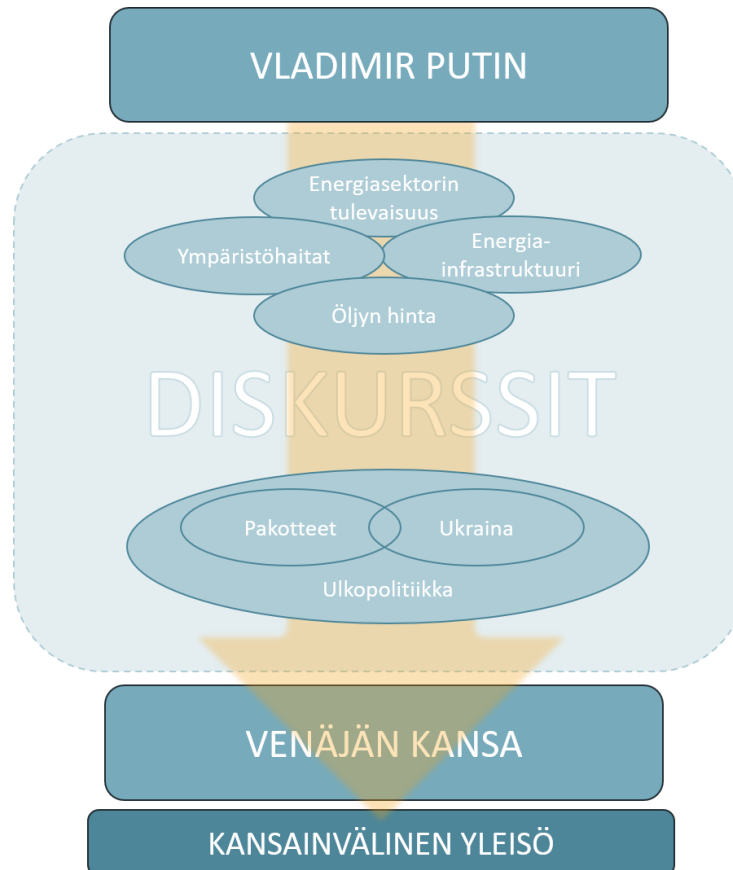 VLADIMIR PUTIN
Energiasektorin
tulevaisuus
Ympäristöhaitat
Energia-
infrastruktuuri
Öljyn hinta
DISKURSSIT
Pakotteet
Ukraina
Ulkopolitiikka
VENÄJÄN KANSA
KANSAINVÄLINEN YLEISÖ